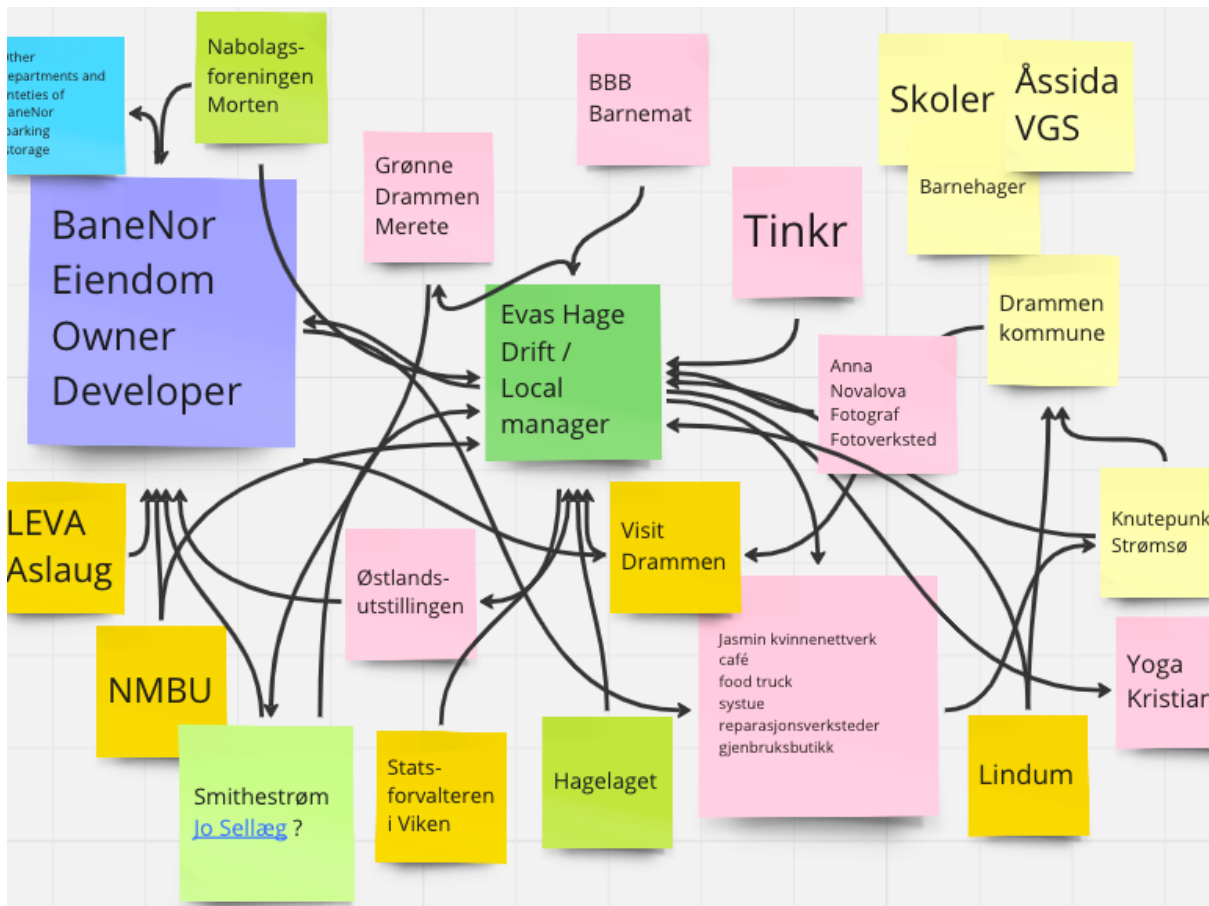 Other
departments and
enteties of
BaneNor
parking
storage
Nabolags-
foreningen
Morten
BBB
Barnemat
Skoler
Åssida
VGS
Barnehager
Grønne
Drammen
Merete
Tinkr
BaneNor
Eiendom
Owner
Developer
Evas Hage
Drift /
Local
manager
Drammen
kommune
Anna
Novalova
Fotograf
Fotoverksted
LEVA
Aslaug
Østlands-
utstillingen
Visit
Drammen
Knutepunk
Strømsø
NMBU
Jasmin kvinnenettverk
café
food truck
systue
reparasjonsverksteder
gjenbruksbutikk
Yoga
Kristian
Smithestrøm
Jo Sellæg ?
Stats-
forvalteren
i Viken
Hagelaget
Lindum